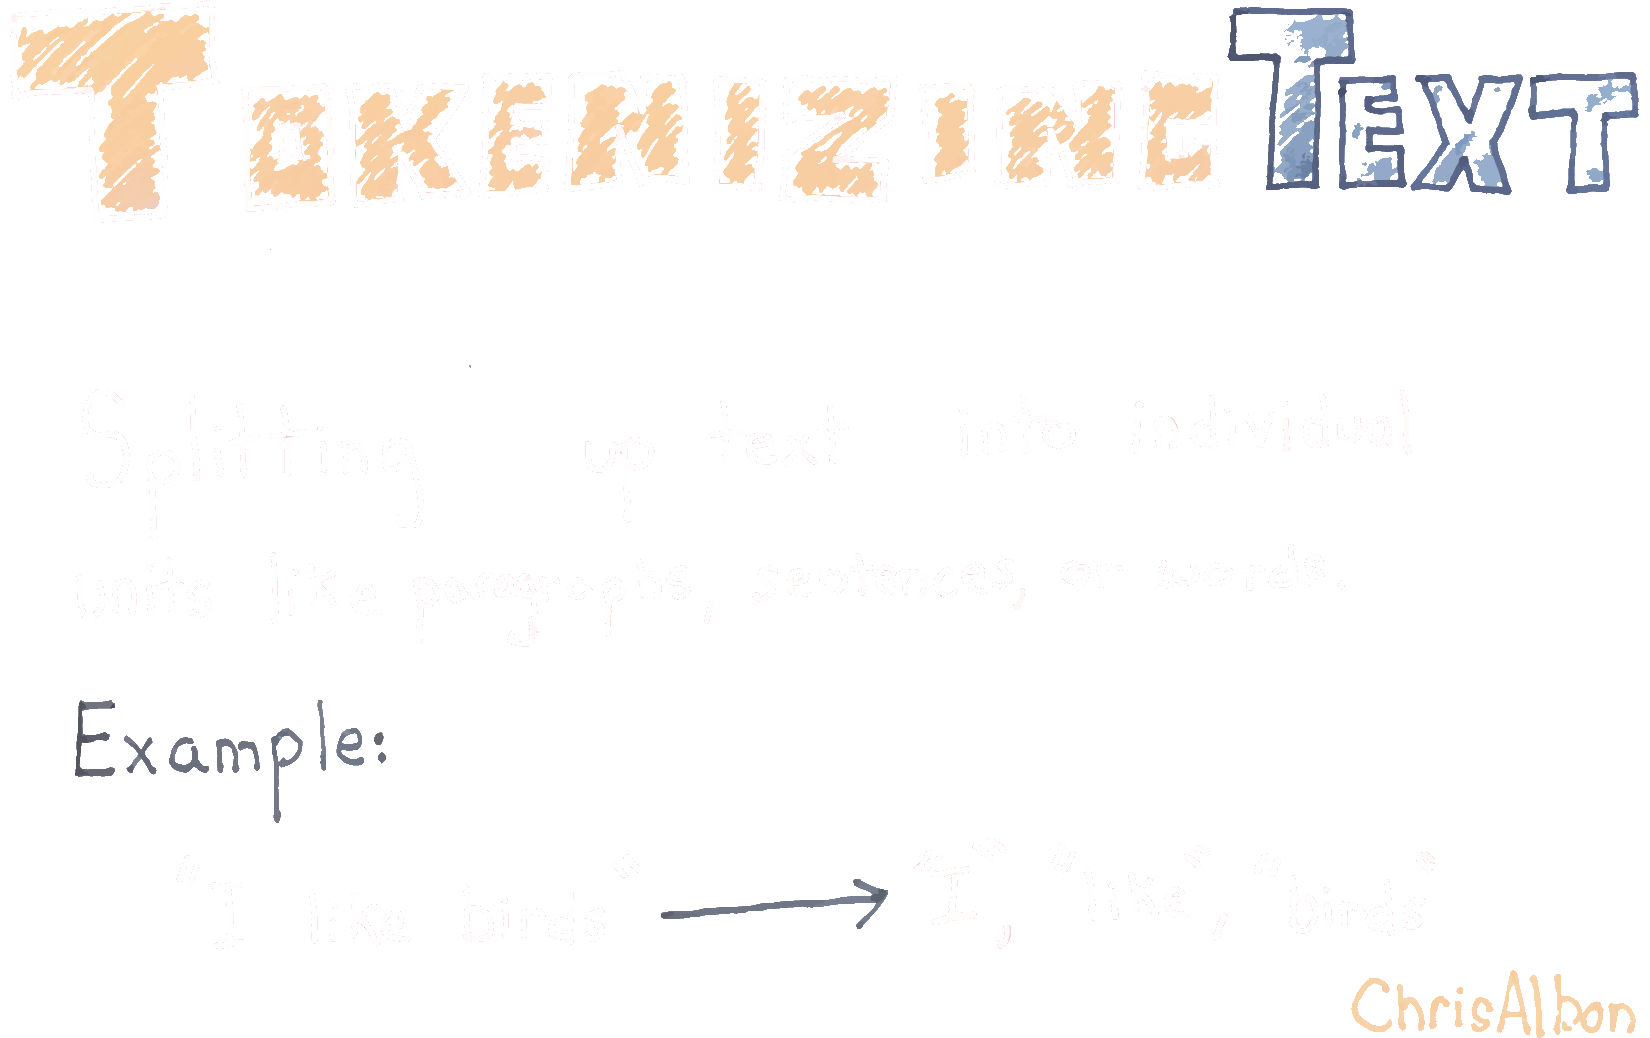 TOKENIZING TEXT
Splitting up text into individual
units like paragraphs, sentences, or words.
Example:
"I like birds" → "I", "like", "birds"
ChrisAlbon